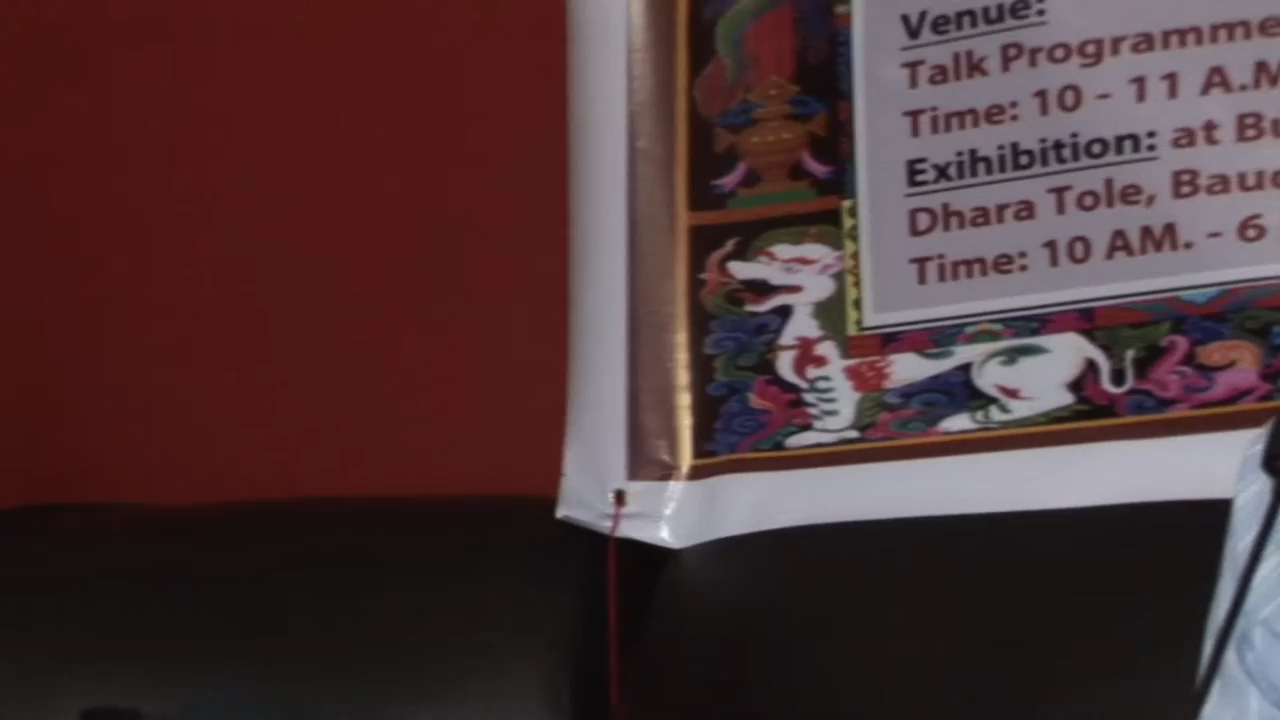 Venue:
Talk Programme
Time: 10 - 11 A.M
Exihibition: at
Dhara Tole,
Time: 10 AM. - 6